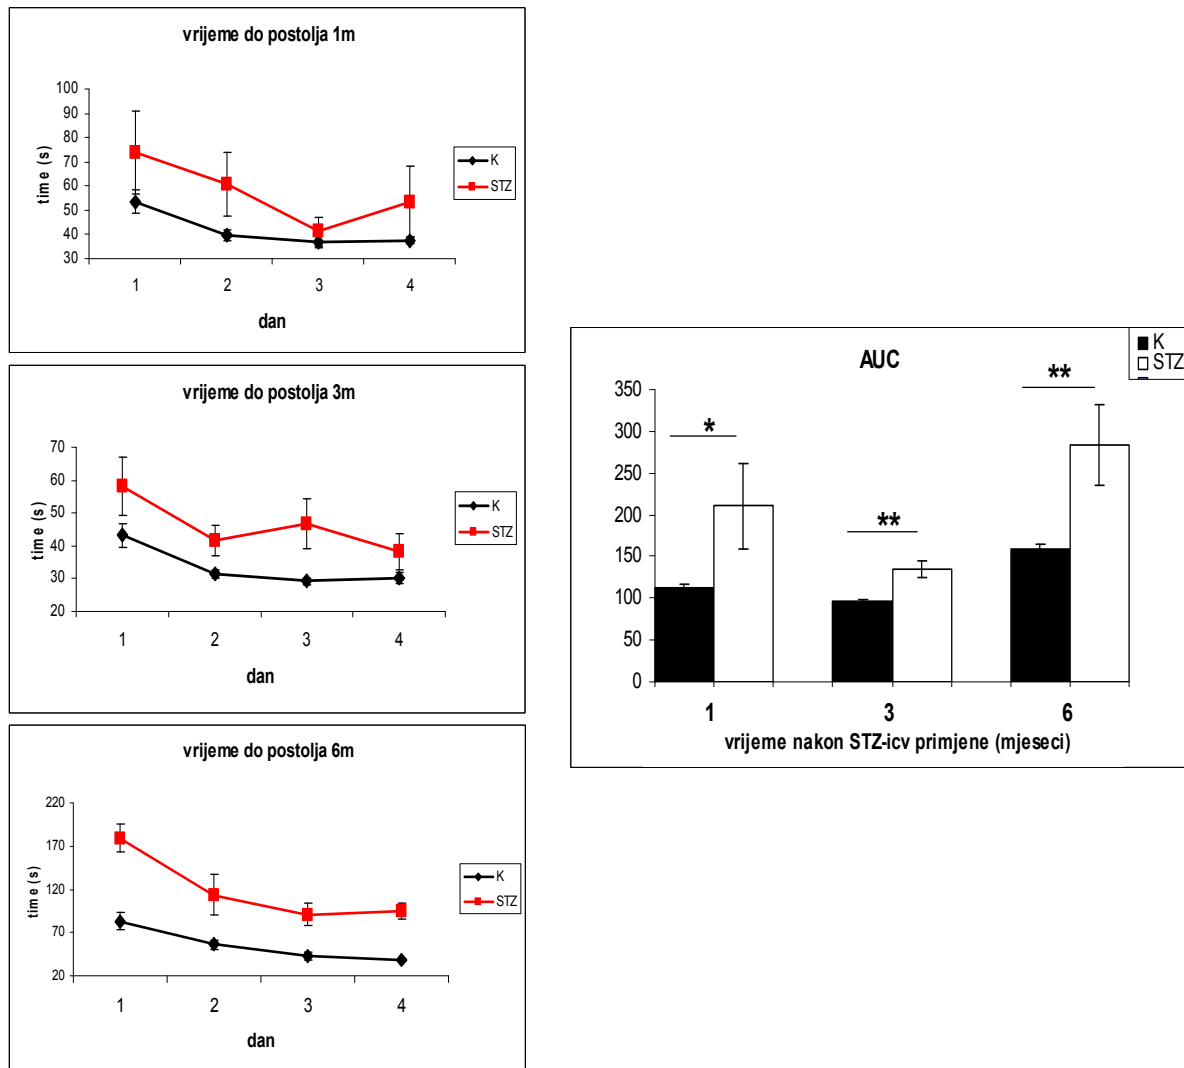 vrijeme do postolja 1m
100
90
80
70
60
50
40
30
time (s)
1 2 3 4
dan
K
STZ
vrijeme do postolja 3m
70
60
50
40
30
20
time (s)
1 2 3 4
dan
K
STZ
vrijeme do postolja 6m
220
170
120
70
20
time (s)
1 2 3 4
dan
K
STZ
AUC
K
STZ
350
300
250
200
150
100
50
0
*
**
**
1 3 6
vrijeme nakon STZ-icv primjene (mjeseci)